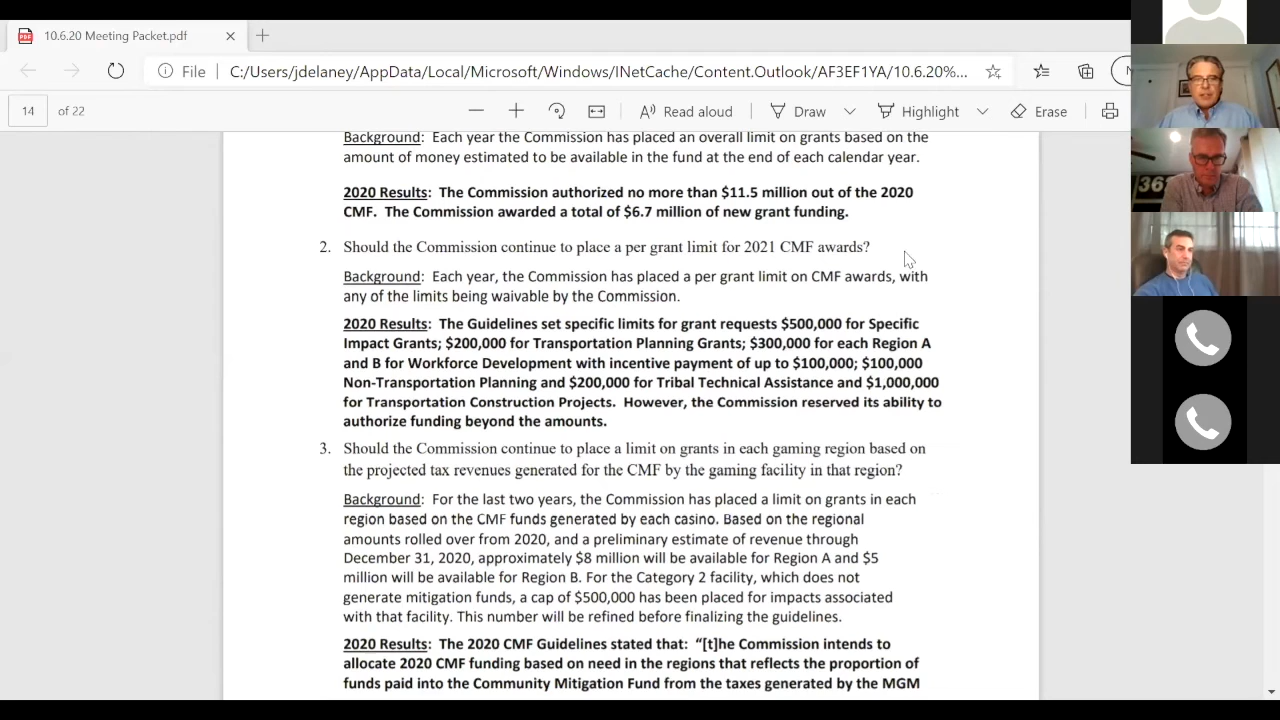 10.6.20 Meeting Packet.pdf
File
C:/Users/jdelaney/AppData/Local/Microsoft/Windows/INetCache/Content.Outlook/AF3EF1YA/10.6.20%...
14 of 22
Read aloud
Draw
Highlight
Erase
Background: Each year the Commission has placed an overall limit on grants based on the
amount of money estimated to be available in the fund at the end of each calendar year.
2020 Results: The Commission authorized no more than $11.5 million out of the 2020
CMF. The Commission awarded a total of $6.7 million of new grant funding.
2. Should the Commission continue to place a per grant limit for 2021 CMF awards?
Background: Each year, the Commission has placed a per grant limit on CMF awards, with
any of the limits being waivable by the Commission.
2020 Results: The Guidelines set specific limits for grant requests $500,000 for Specific
Impact Grants; $200,000 for Transportation Planning Grants; $300,000 for each Region A
and B for Workforce Development with incentive payment of up to $100,000; $100,000
Non-Transportation Planning and $200,000 for Tribal Technical Assistance and $1,000,000
for Transportation Construction Projects. However, the Commission reserved its ability to
authorize funding beyond the amounts.
3. Should the Commission continue to place a limit on grants in each gaming region based on
the projected tax revenues generated for the CMF by the gaming facility in that region?
Background: For the last two years, the Commission has placed a limit on grants in each
region based on the CMF funds generated by each casino. Based on the regional
amounts rolled over from 2020, and a preliminary estimate of revenue through
December 31, 2020, approximately $8 million will be available for Region A and $5
million will be available for Region B. For the Category 2 facility, which does not
generate mitigation funds, a cap of $500,000 has been placed for impacts associated
with that facility. This number will be refined before finalizing the guidelines.
2020 Results: The 2020 CMF Guidelines stated that: “[t]he Commission intends to
allocate 2020 CMF funding based on need in the regions that reflects the proportion of
funds paid into the Community Mitigation Fund from the taxes generated by the MGM